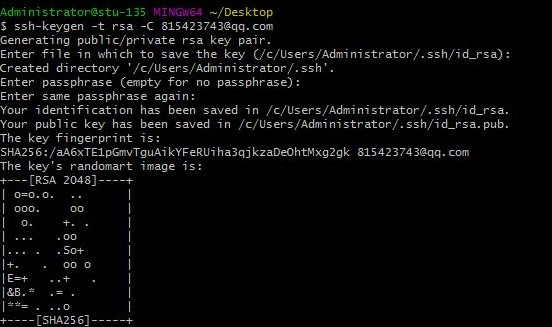 Administrator@stu-135 MINGW64 ~/Desktop
$ ssh-keygen -t rsa -C 815423743@qq.com
Generating public/private rsa key pair.
Enter file in which to save the key (/c/Users/Administrator/.ssh/id_rsa):
Created directory '/c/Users/Administrator/.ssh'.
Enter passphrase (empty for no passphrase):
Enter same passphrase again:
Your identification has been saved in /c/Users/Administrator/.ssh/id_rsa.
Your public key has been saved in /c/Users/Administrator/.ssh/id_rsa.pub.
The key fingerprint is:
SHA256:/aA6xTE1pGmvTguAikYFeRUiha3qjkzaDeOhtMxg2gk 815423743@qq.com
The key's randomart image is:
+---[RSA 2048]----+
| o=o.o.  ..      |
| ooo.    oo      |
|  o.    +. .     |
| ...   .oo       |
|... .  .So+      |
|+.   .  oo o     |
|E=+   ..+  .     |
|&B.*  .= .       |
|**= . ..o        |
+----[SHA256]-----+